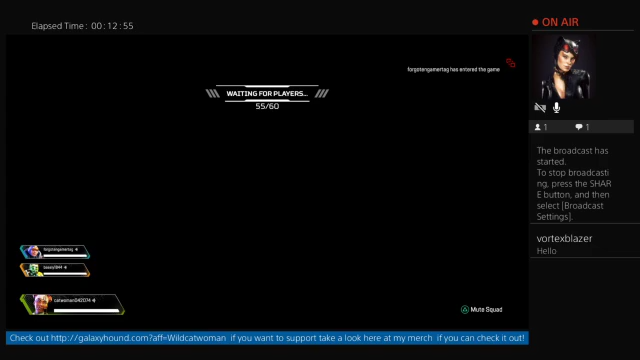 Elapsed Time : 00:12:55
ON AIR
forgotengamertag has entered the game
WAITING FOR PLAYERS...
55/60
1
1
The broadcast has
started.
To stop broadcasti
ng, press the SHAR
E button, and then
select [Broadcast
Settings].
vortexblazer
Hello
forgotengamertag
catwoman042074
Mute Squad
Check out http://galaxyhound.com?aff=Wildcatwoman if you want to support take a look here at my merch if you can check it out!